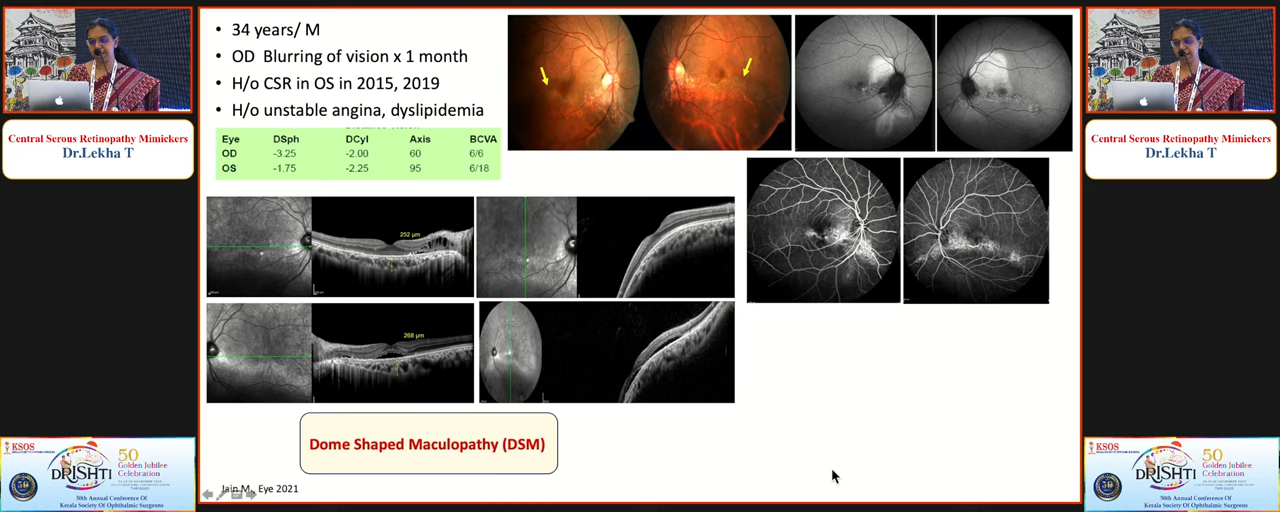 Central Serous Retinopathy Mimickers
Dr.Lekha T
KSOS
50
Golden Jubilee
Celebration
DRISHTI
50th Annual Conference Of
Kerala Society Of Ophthalmic Surgeons
• 34 years/ M
• OD Blurring of vision x 1 month
• H/o CSR in OS in 2015, 2019
• H/o unstable angina, dyslipidemia
Eye DSph DCyl Axis BCVA
OD -3.25 -2.00 60 6/6
OS -1.75 -2.25 95 6/18
252 μm
268 μm
Dome Shaped Maculopathy (DSM)
Jain M, Eye 2021
Central Serous Retinopathy Mimickers
Dr.Lekha T
KSOS
50
Golden Jubilee
Celebration
DRISHTI
50th Annual Conference Of
Kerala Society Of Ophthalmic Surgeons